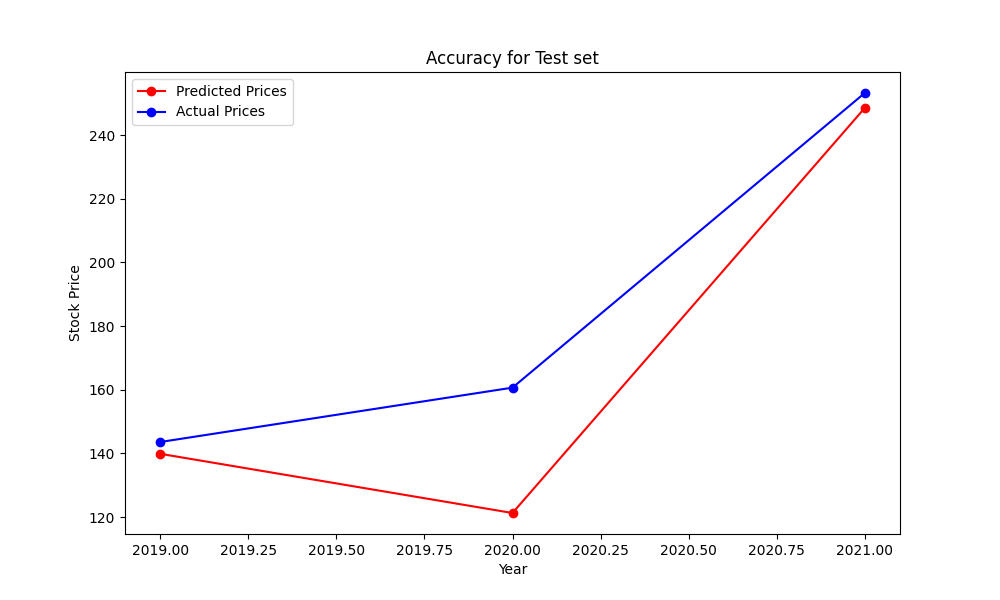 Accuracy for Test set
Predicted Prices
Actual Prices
Stock Price
240
220
200
180
160
140
120
2019.00 2019.25 2019.50 2019.75 2020.00 2020.25 2020.50 2020.75 2021.00
Year